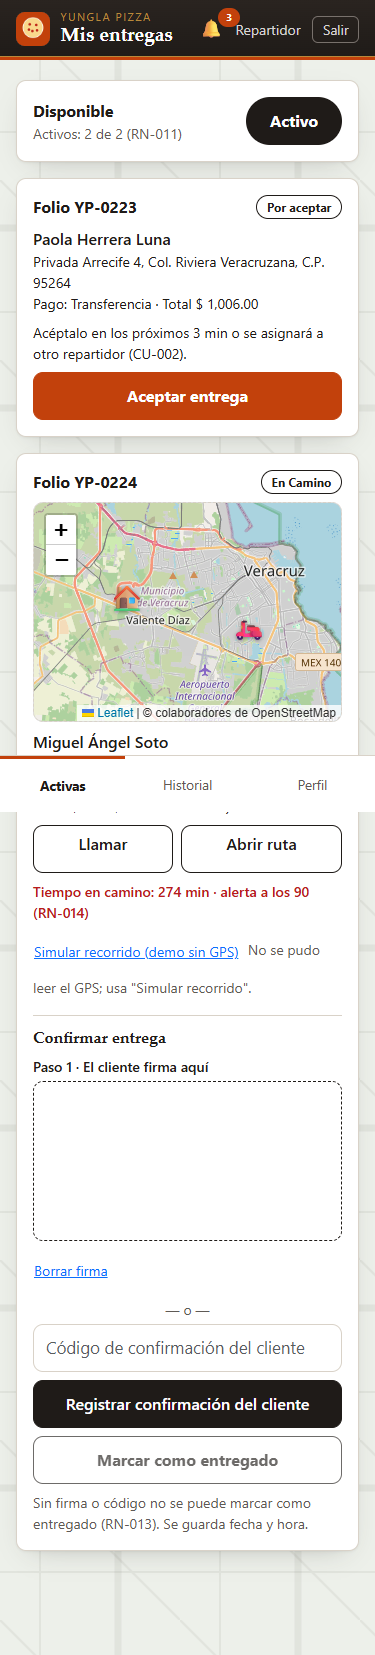 YUNGLA PIZZA
Mis entregas
3
Repartidor
Salir
Disponible
Activos: 2 de 2 (RN-011)
Activo
Folio YP-0223
Por aceptar
Paola Herrera Luna
Privada Arrecife 4, Col. Riviera Veracruzana, C.P.
95264
Pago: Transferencia · Total $ 1,006.00
Acéptalo en los próximos 3 min o se asignará a
otro repartidor (CU-002).
Aceptar entrega
Folio YP-0224
En Camino
+
−
Veracruz
Municipio
de Veracruz
Valente Díaz
MEX 140
Aeropuerto
Internacional
Leaflet | © colaboradores de OpenStreetMap
Miguel Ángel Soto
Activas
Historial
Perfil
Llamar
Abrir ruta
Tiempo en camino: 274 min · alerta a los 90
(RN-014)
Simular recorrido (demo sin GPS) No se pudo
leer el GPS; usa "Simular recorrido".
Confirmar entrega
Paso 1 · El cliente firma aquí
Borrar firma
— o —
Código de confirmación del cliente
Registrar confirmación del cliente
Marcar como entregado
Sin firma o código no se puede marcar como
entregado (RN-013). Se guarda fecha y hora.